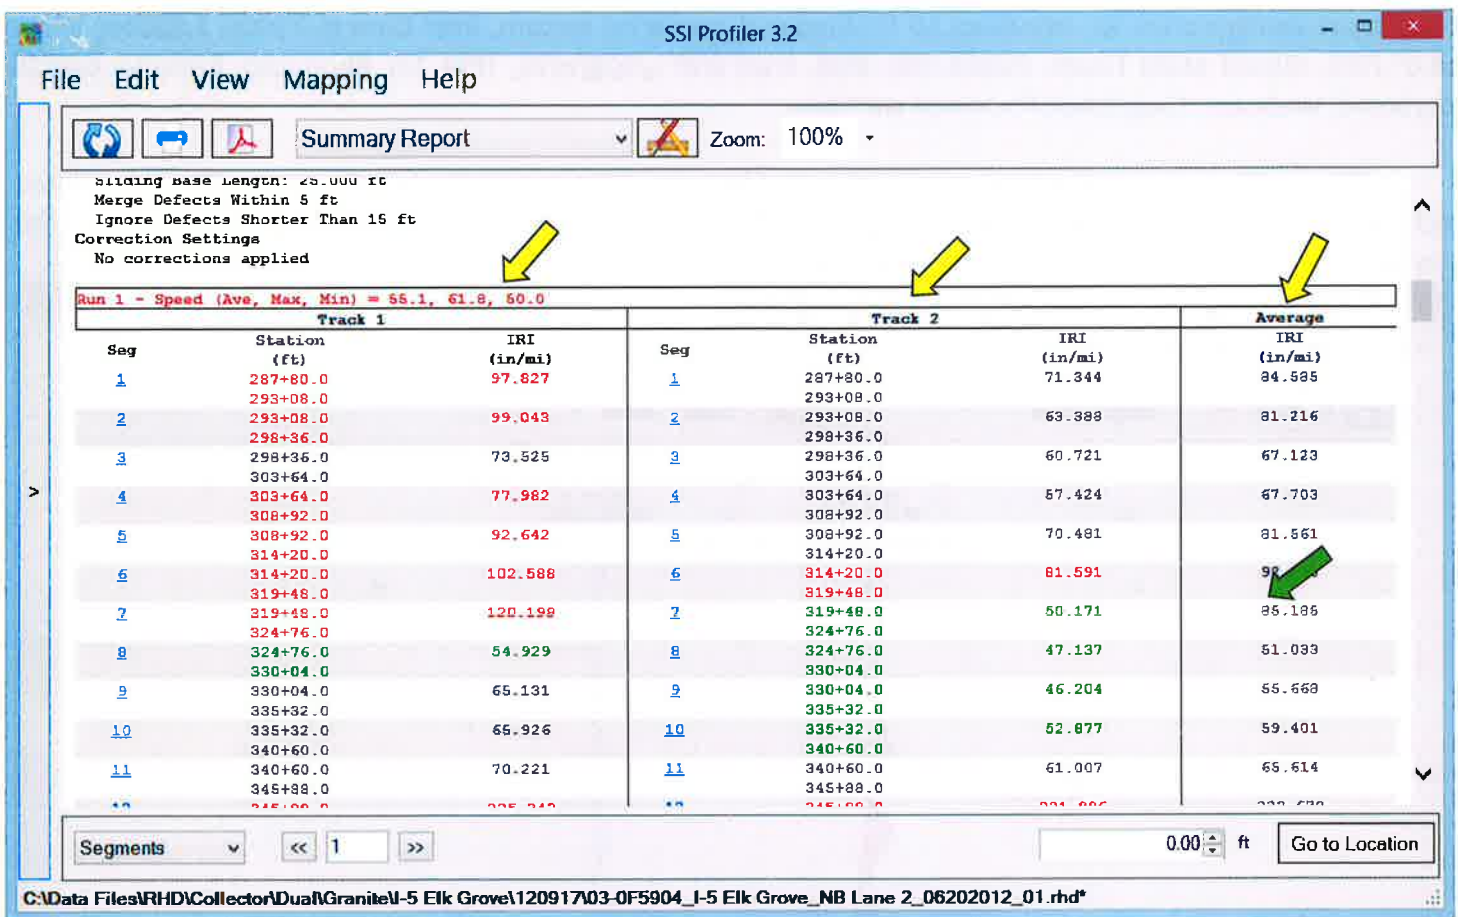 SSI Profiler 3.2
File Edit View Mapping Help
Summary Report Zoom: 100%
Sliding Base Length: 25.000 ft
Merge Defects Within 5 ft
Ignore Defects Shorter Than 15 ft
Correction Settings
No corrections applied
Run 1 - Speed (Ave, Max, Min) = 55.1, 61.8, 50.0
Track 1 Track 2 Average
Seg Station (ft) IRI (in/mi) Seg Station (ft) IRI (in/mi) IRI (in/mi)
1 287+80.0 97.827 1 287+80.0 71.344 84.585
293+08.0 293+08.0
2 293+08.0 99.043 2 293+08.0 63.388 81.216
298+36.0 298+36.0
3 298+36.0 73.525 3 298+36.0 60.721 67.123
303+64.0 303+64.0
4 303+64.0 77.982 4 303+64.0 57.424 67.703
308+92.0 308+92.0
5 308+92.0 92.642 5 308+92.0 70.481 81.561
314+20.0 314+20.0
6 314+20.0 102.588 6 314+20.0 81.591
319+48.0 319+48.0
7 319+48.0 120.198 7 319+48.0 50.171 85.185
324+76.0 324+76.0
8 324+76.0 54.929 8 324+76.0 47.137 51.033
330+04.0 330+04.0
9 330+04.0 65.131 9 330+04.0 46.204 55.668
335+32.0 335+32.0
10 335+32.0 65.926 10 335+32.0 52.877 59.401
340+60.0 340+60.0
11 340+60.0 70.221 11 340+60.0 61.007 65.614
345+88.0 345+88.0
Segments << 1 >> 0.00 ft Go to Location
C:\Data Files\RHD\Collector\Dual\Granite\I-5 Elk Grove\120917\03-0F5904_I-5 Elk Grove_NB Lane 2_06202012_01.rhd*